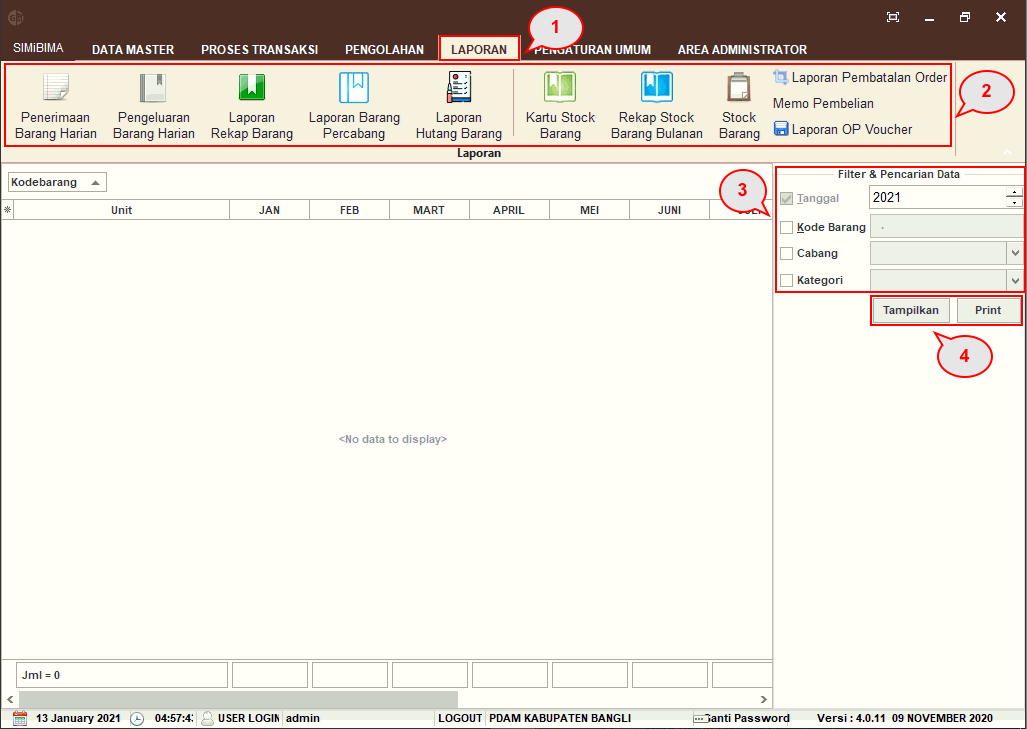 GM
1
SIMiBIMA
DATA MASTER PROSES TRANSAKSI PENGOLAHAN LAPORAN PENGATURAN UMUM AREA ADMINISTRATOR
Penerimaan
Barang Harian
Pengeluaran
Barang Harian
Laporan
Rekap Barang
Laporan Barang
Percabang
Laporan
Hutang Barang
Kartu Stock
Barang
Rekap Stock
Barang Bulanan
Stock
Barang
Laporan Pembatalan Order
Memo Pembelian
Laporan OP Voucher
2
Laporan
Kodebarang
Unit JAN FEB MART APRIL MEI JUNI
<No data to display>
Jml = 0
3
Filter & Pencarian Data
Tanggal 2021
Kode Barang .
Cabang
Kategori
Tampilkan Print
4
13 January 2021 04:57:4 USER LOGIN admin LOGOUT PDAM KABUPATEN BANGLI Ganti Password Versi : 4.0.11 09 NOVEMBER 2020